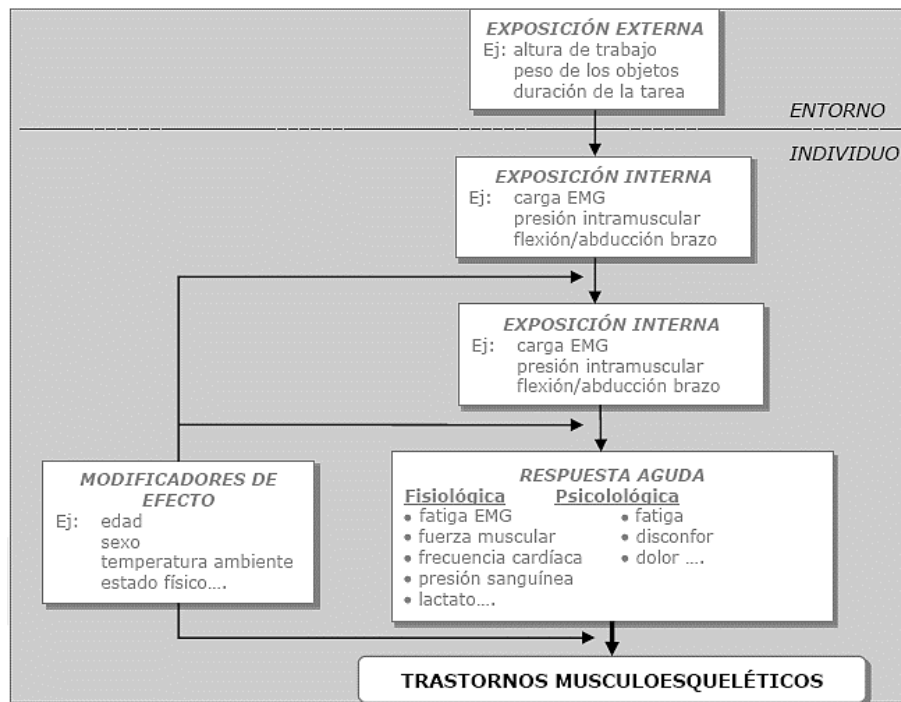 EXPOSICIÓN EXTERNA
Ej: altura de trabajo
peso de los objetos
duración de la tarea
ENTORNO
INDIVIDUO
EXPOSICIÓN INTERNA
Ej: carga EMG
presión intramuscular
flexión/abducción brazo
EXPOSICIÓN INTERNA
Ej: carga EMG
presión intramuscular
flexión/abducción brazo
MODIFICADORES DE
EFECTO
Ej: edad
sexo
temperatura ambiente
estado físico....
RESPUESTA AGUDA
Fisiológica Psicolológica
• fatiga EMG • fatiga
• fuerza muscular • disconfor
• frecuencia cardíaca • dolor ....
• presión sanguínea
• lactato....
TRASTORNOS MUSCULOESQUELÉTICOS